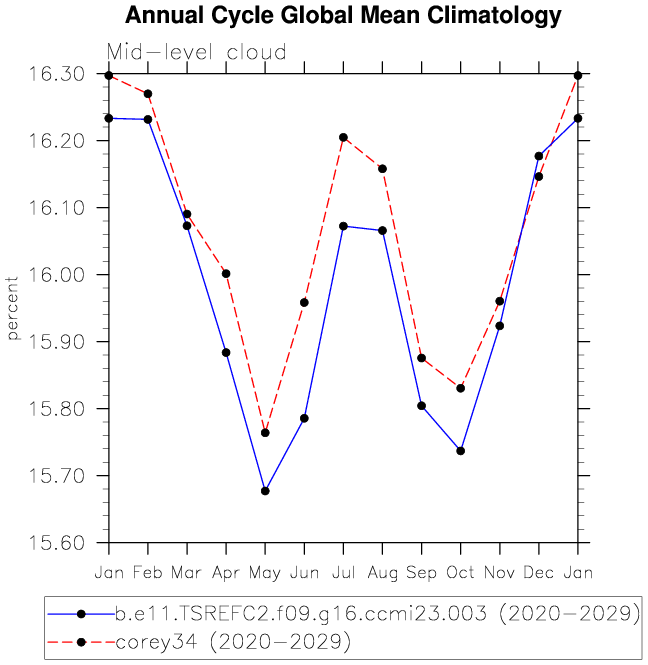 Annual Cycle Global Mean Climatology
Mid-level cloud
16.30
16.20
16.10
16.00
15.90
15.80
15.70
15.60
percent
Jan Feb Mar Apr May Jun Jul Aug Sep Oct Nov Dec Jan
b.e11.TSREFC2.f09.g16.ccmi23.003 (2020-2029)
corey34 (2020-2029)